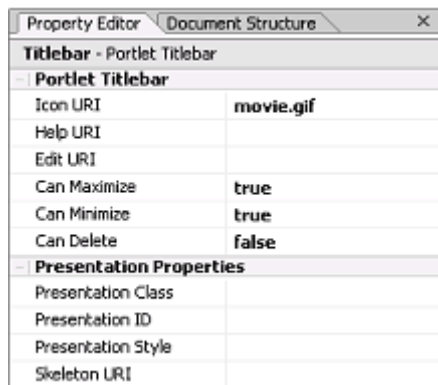 Property Editor Document Structure
Titlebar - Portlet Titlebar
Portlet Titlebar
Icon URI movie.gif
Help URI
Edit URI
Can Maximize true
Can Minimize true
Can Delete false
Presentation Properties
Presentation Class
Presentation ID
Presentation Style
Skeleton URI